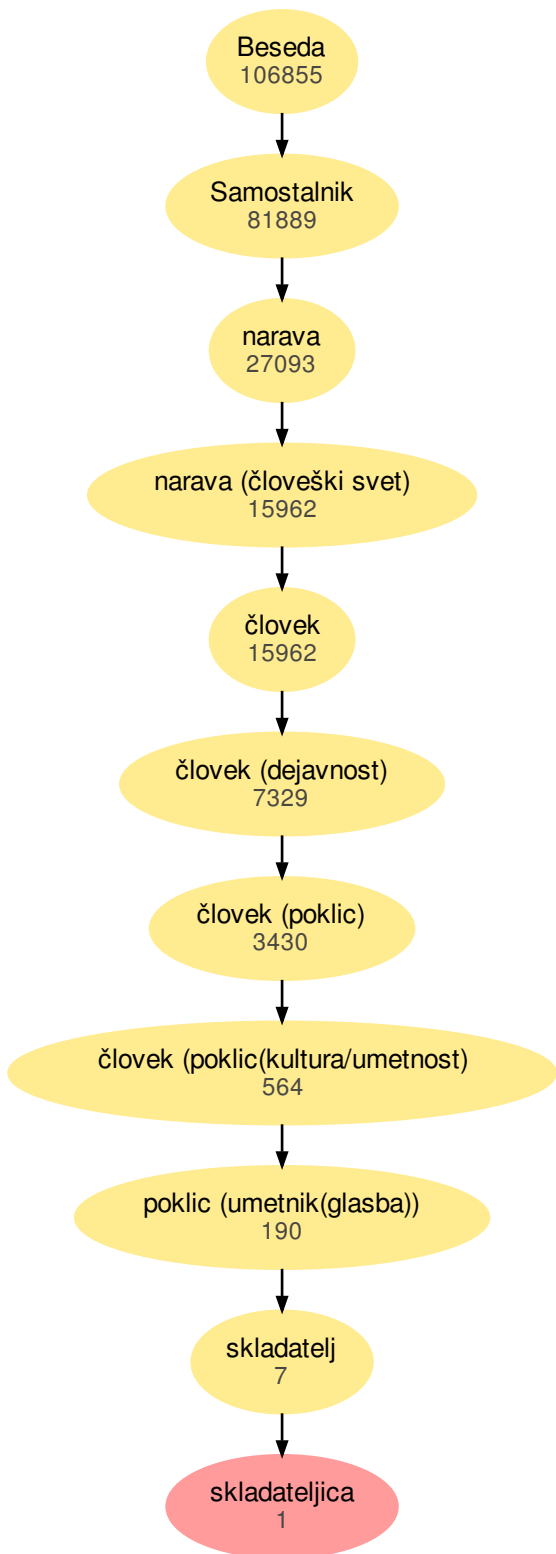 Beseda
106855
Samostalnik
81889
narava
27093
narava (človeški svet)
15962
človek
15962
človek (dejavnost)
7329
človek (poklic)
3430
človek (poklic(kultura/umetnost)
564
poklic (umetnik(glasba))
190
skladatelj
7
skladateljica
1